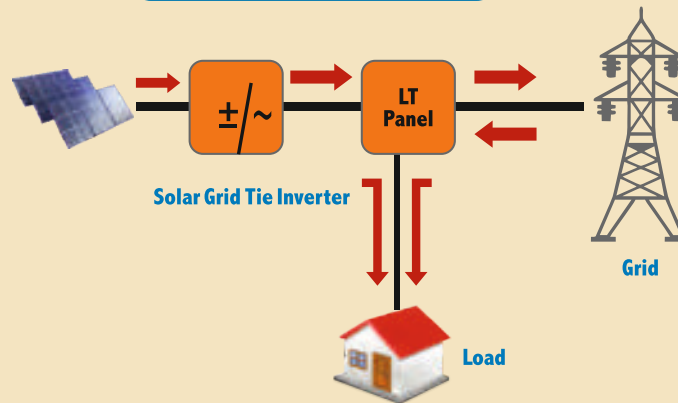 ±/~
LT
Panel
Solar Grid Tie Inverter
Grid
Load